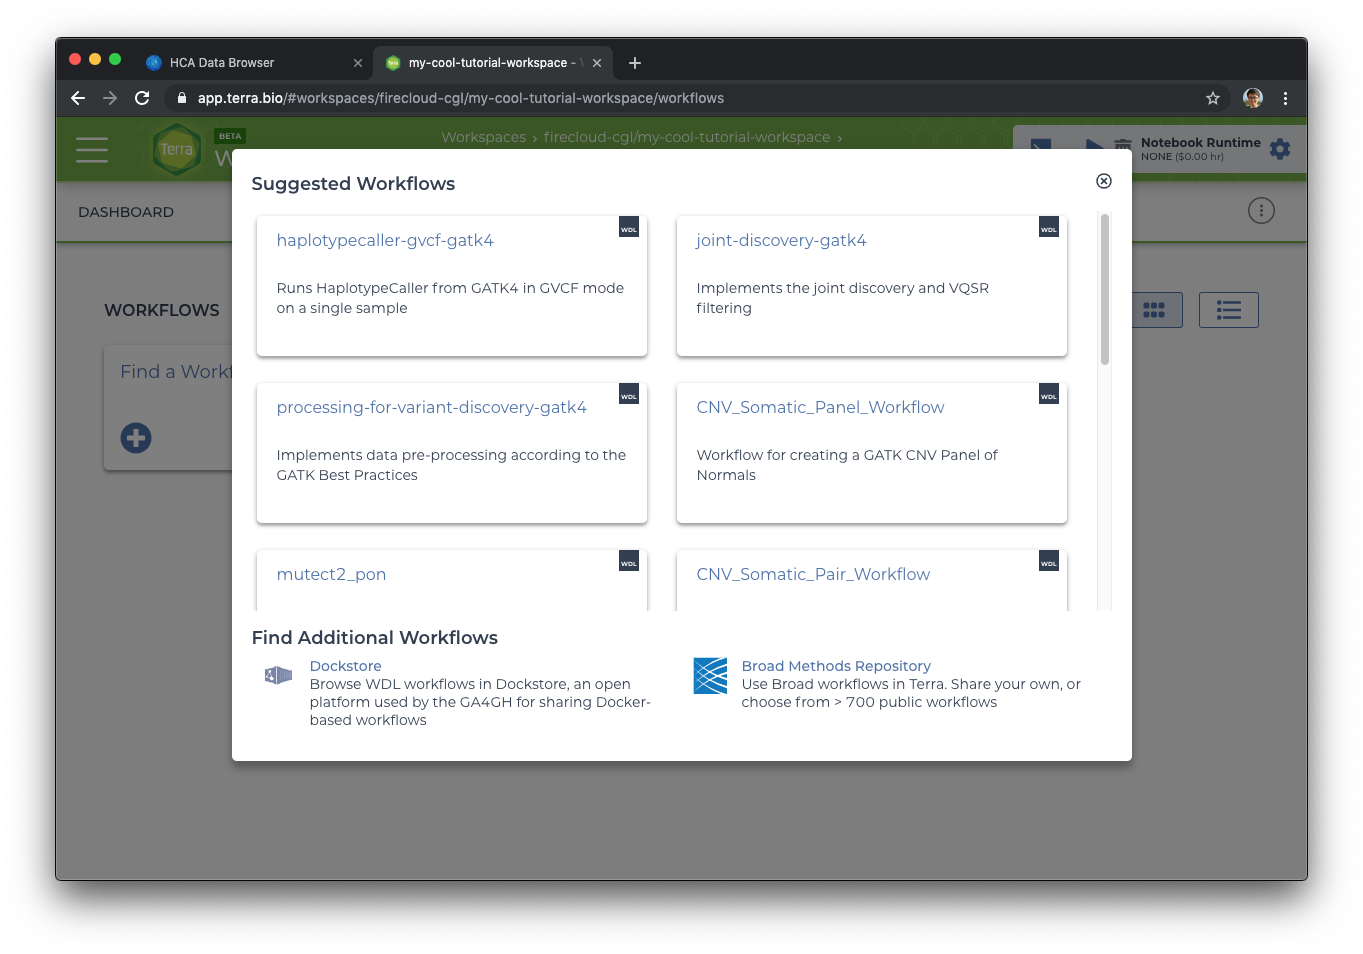 HCA Data Browser
my-cool-tutorial-workspace -
app.terra.bio/#workspaces/firecloud-cgl/my-cool-tutorial-workspace/workflows
Terra
BETA
W
Workspaces › firecloud-cgl/my-cool-tutorial-workspace ›
Notebook Runtime
NONE ($0.00 hr)
DASHBOARD
WORKFLOWS
Find a Workf
Suggested Workflows
haplotypecaller-gvcf-gatk4
WDL
Runs HaplotypeCaller from GATK4 in GVCF mode
on a single sample
joint-discovery-gatk4
WDL
Implements the joint discovery and VQSR
filtering
processing-for-variant-discovery-gatk4
WDL
Implements data pre-processing according to the
GATK Best Practices
CNV_Somatic_Panel_Workflow
WDL
Workflow for creating a GATK CNV Panel of
Normals
mutect2_pon
WDL
CNV_Somatic_Pair_Workflow
WDL
Find Additional Workflows
Dockstore
Browse WDL workflows in Dockstore, an open
platform used by the GA4GH for sharing Docker-
based workflows
Broad Methods Repository
Use Broad workflows in Terra. Share your own, or
choose from > 700 public workflows